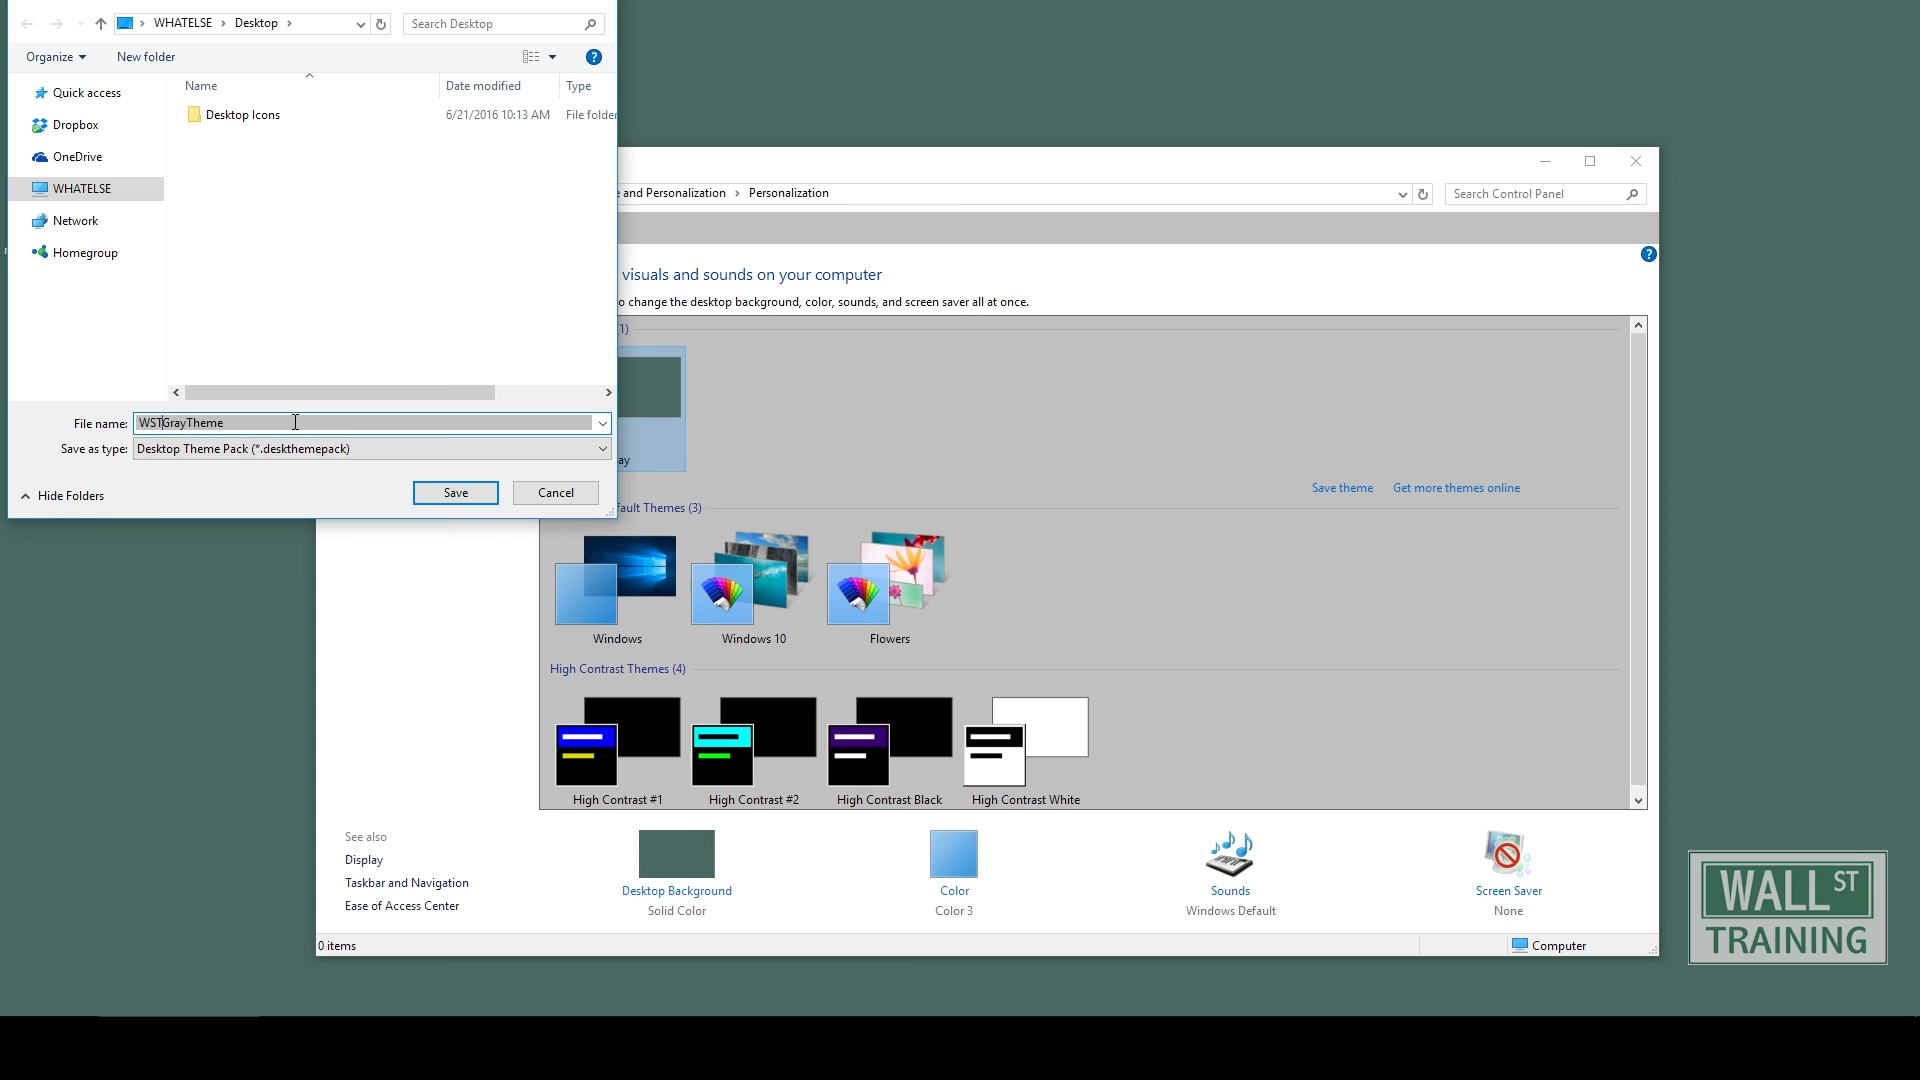 WHATELSE Desktop
Search Desktop
Organize
New folder
Name
Date modified
Type
Quick access
Desktop Icons
6/21/2016 10:13 AM
File folder
Dropbox
OneDrive
WHATELSE
Network
Homegroup
File name: WSTGrayTheme
Save as type: Desktop Theme Pack (*.deskthemepack)
Hide Folders
Save
Cancel
e and Personalization Personalization
Search Control Panel
visuals and sounds on your computer
o change the desktop background, color, sounds, and screen saver all at once.
(1)
ay
Save theme
Get more themes online
fault Themes (3)
Windows
Windows 10
Flowers
High Contrast Themes (4)
High Contrast #1
High Contrast #2
High Contrast Black
High Contrast White
See also
Display
Taskbar and Navigation
Ease of Access Center
Desktop Background
Solid Color
Color
Color 3
Sounds
Windows Default
Screen Saver
None
0 items
Computer
WALL ST
TRAINING